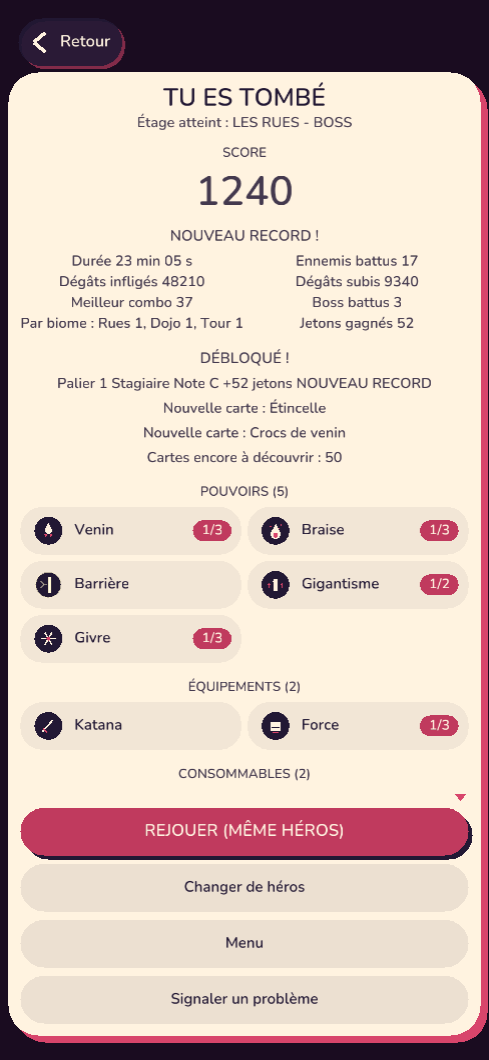 Retour
TU ES TOMBÉ
Étage atteint : LES RUES - BOSS
SCORE
1240
NOUVEAU RECORD !
Durée 23 min 05 s
Ennemis battus 17
Dégâts infligés 48210
Dégâts subis 9340
Meilleur combo 37
Boss battus 3
Par biome : Rues 1, Dojo 1, Tour 1
Jetons gagnés 52
DÉBLOQUÉ !
Palier 1 Stagiaire Note C +52 jetons NOUVEAU RECORD
Nouvelle carte : Étincelle
Nouvelle carte : Crocs de venin
Cartes encore à découvrir : 50
POUVOIRS (5)
Venin 1/3
Braise 1/3
Barrière
Gigantisme 1/2
Givre 1/3
ÉQUIPEMENTS (2)
Katana
Force 1/3
CONSOMMABLES (2)
REJOUER (MÊME HÉROS)
Changer de héros
Menu
Signaler un problème